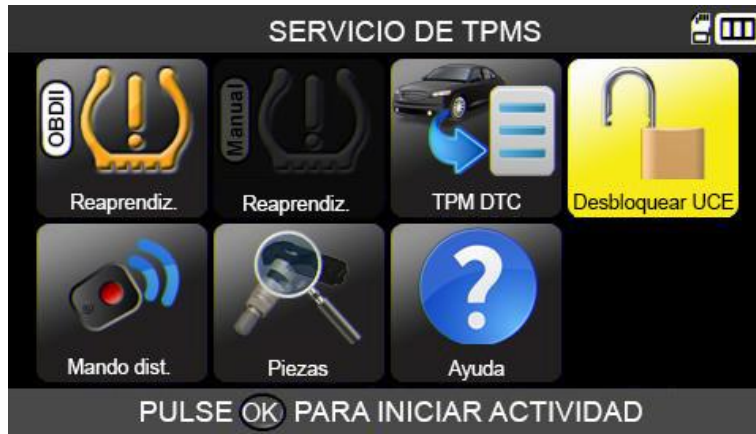 SERVICIO DE TPMS
OBDII
Reaprendiz.
Manual
Reaprendiz.
TPM DTC
Desbloquear UCE
Mando dist.
Piezas
Ayuda
PULSE OK PARA INICIAR ACTIVIDAD